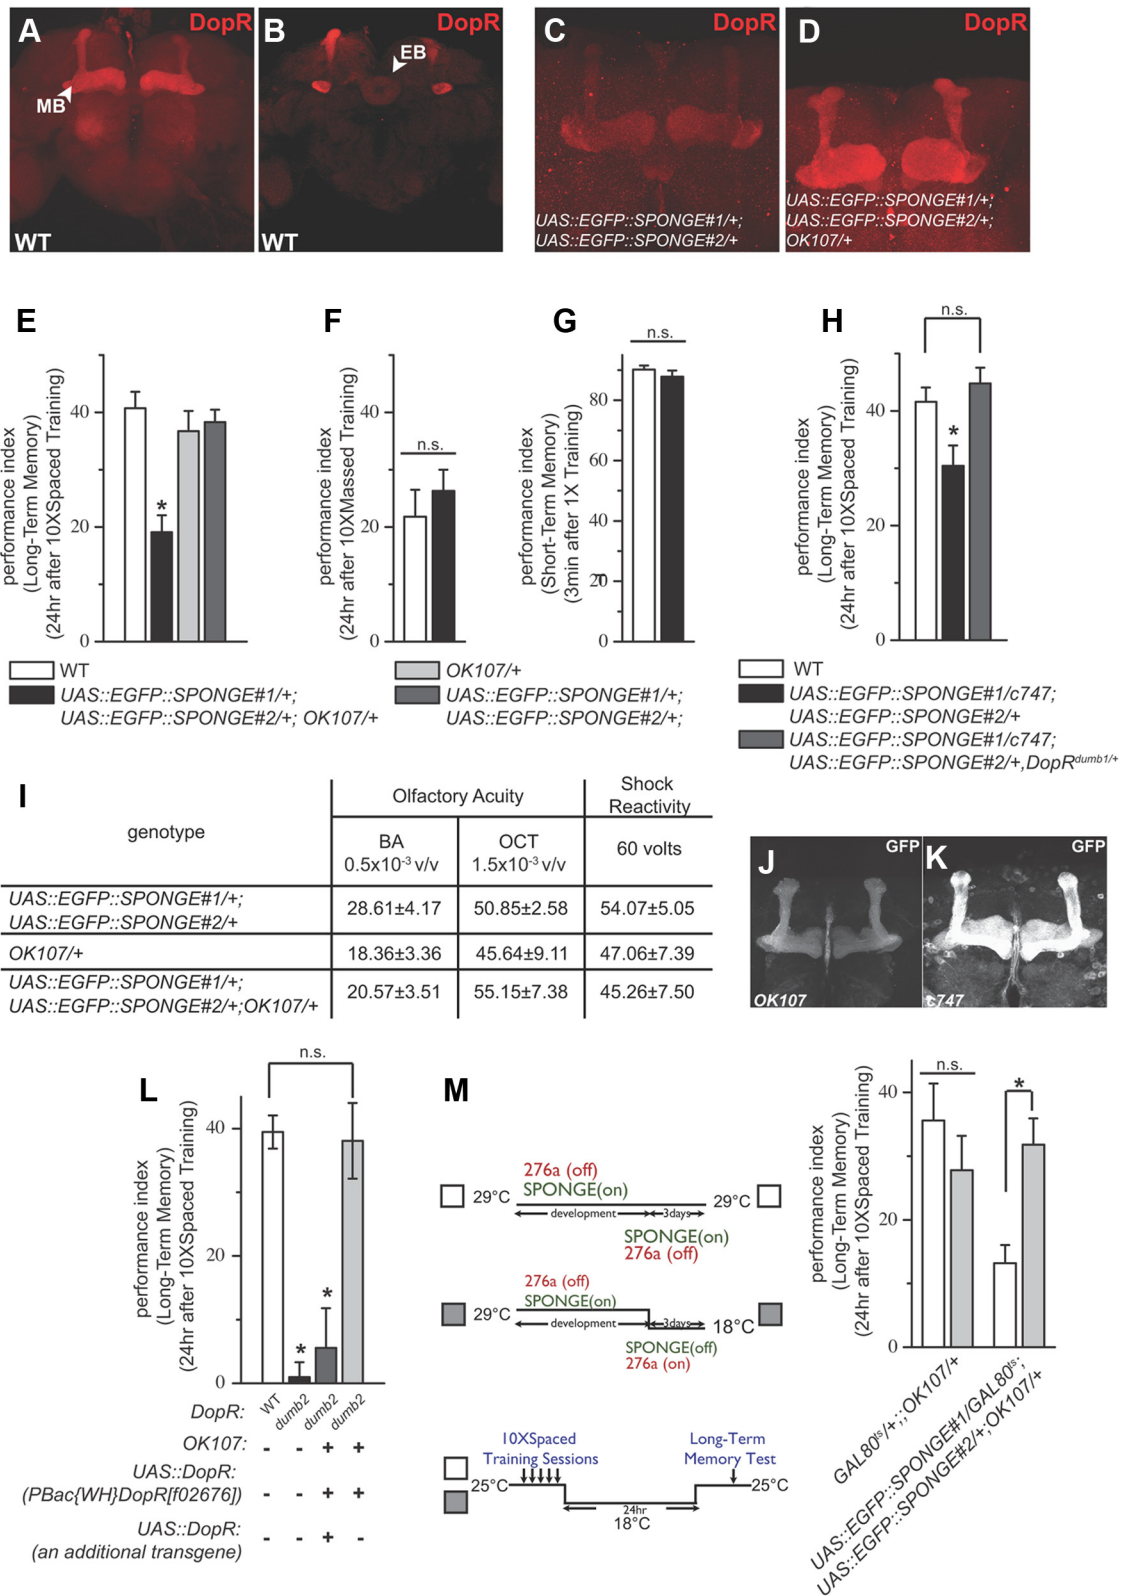 A
DopR
MB
WT
B
DopR
EB
WT
C
DopR
UAS::EGFP::SPONGE#1/+;
UAS::EGFP::SPONGE#2/+
D
DopR
UAS::EGFP::SPONGE#1/+;
UAS::EGFP::SPONGE#2/+;
OK107/+
E
performance index
(Long-Term Memory)
(24hr after 10XSpaced Training)
40
20
0
*
F
performance index
(Long-Term Memory)
(24hr after 10XMassed Training)
40
20
0
n.s.
G
performance index
(Short-Term Memory)
(3min after 1X Training)
80
60
40
20
0
n.s.
H
performance index
(Long-Term Memory)
(24hr after 10XSpaced Training)
40
20
0
n.s.
*
WT
UAS::EGFP::SPONGE#1/+;
UAS::EGFP::SPONGE#2/+; OK107/+
OK107/+
UAS::EGFP::SPONGE#1/+;
UAS::EGFP::SPONGE#2/+;
WT
UAS::EGFP::SPONGE#1/c747;
UAS::EGFP::SPONGE#2/+
UAS::EGFP::SPONGE#1/c747;
UAS::EGFP::SPONGE#2/+,DopRdumb1/+
I
genotype
Olfactory Acuity
Shock
Reactivity
BA
0.5x10-3 v/v
OCT
1.5x10-3 v/v
60 volts
UAS::EGFP::SPONGE#1/+;
UAS::EGFP::SPONGE#2/+
28.61±4.17 50.85±2.58 54.07±5.05
OK107/+ 18.36±3.36 45.64±9.11 47.06±7.39
UAS::EGFP::SPONGE#1/+;
UAS::EGFP::SPONGE#2/+;OK107/+
20.57±3.51 55.15±7.38 45.26±7.50
J
GFP
OK107
K
GFP
c747
L
performance index
(Long-Term Memory)
(24hr after 10XSpaced Training)
40
20
0
n.s.
*
*
DopR: WT dumb2 dumb2 dumb2
OK107: - - + +
UAS::DopR:
(PBac{WH}DopR[f02676]) - - + +
UAS::DopR:
(an additional transgene) - - + -
M
276a (off)
SPONGE(on)
29°C
29°C
development
3days
SPONGE(on)
276a (off)
276a (off)
SPONGE(on)
29°C
development
3days
18°C
SPONGE(off)
276a (on)
10XSpaced
Training Sessions
Long-Term
Memory Test
25°C
25°C
24hr
18°C
performance index
(Long-Term Memory)
(24hr after 10XSpaced Training)
40
20
0
n.s.
*
GAL80ts/+;;OK107/+
UAS::EGFP::SPONGE#1/GAL80ts;
UAS::EGFP::SPONGE#2/+;OK107/+